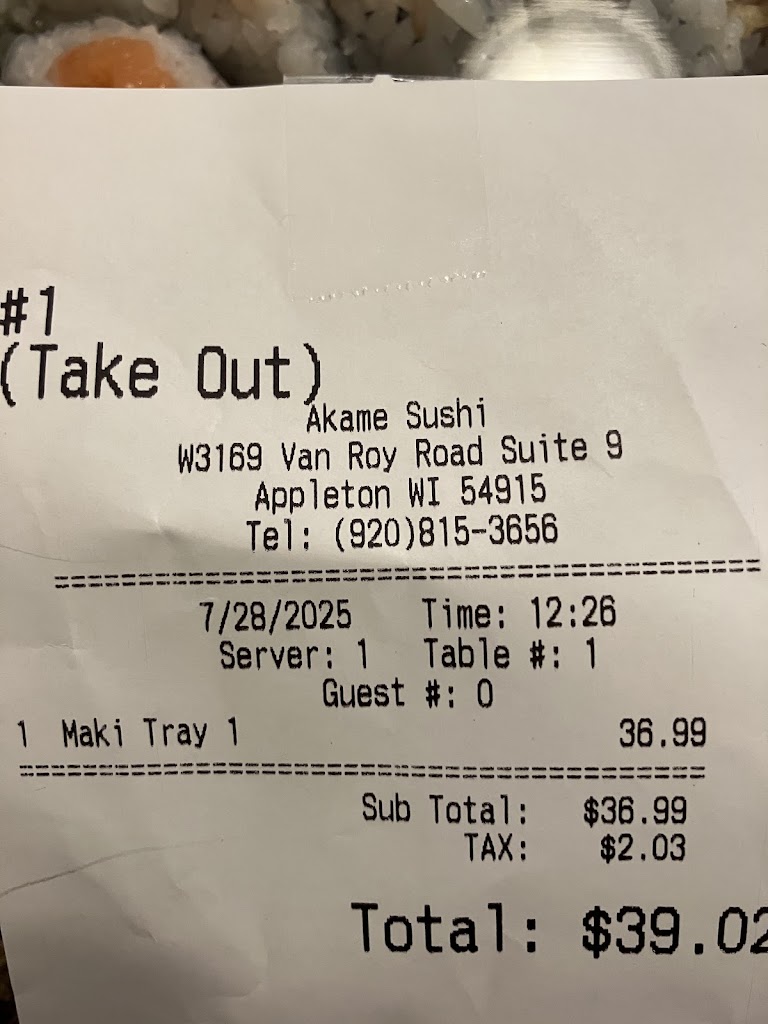 #1
(Take Out)
Akame Sushi
W3169 Van Roy Road Suite 9
Appleton WI 54915
Tel: (920)815-3656
================================================
7/28/2025 Time: 12:26
Server: 1 Table #: 1
Guest #: 0
1 Maki Tray 1 36.99
================================================
Sub Total: $36.99
TAX: $2.03
Total: $39.02